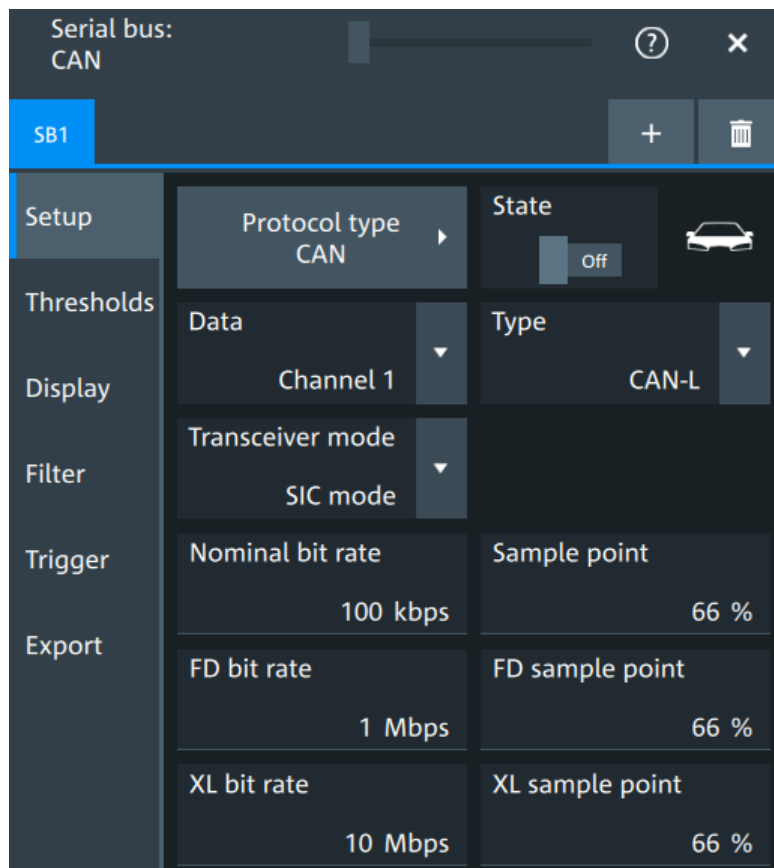 Serial bus:
CAN
?
×
SB1
+
Setup
Thresholds
Display
Filter
Trigger
Export
Protocol type
CAN
State
Off
Data
Channel 1
Type
CAN-L
Transceiver mode
SIC mode
Nominal bit rate
100 kbps
Sample point
66 %
FD bit rate
1 Mbps
FD sample point
66 %
XL bit rate
10 Mbps
XL sample point
66 %